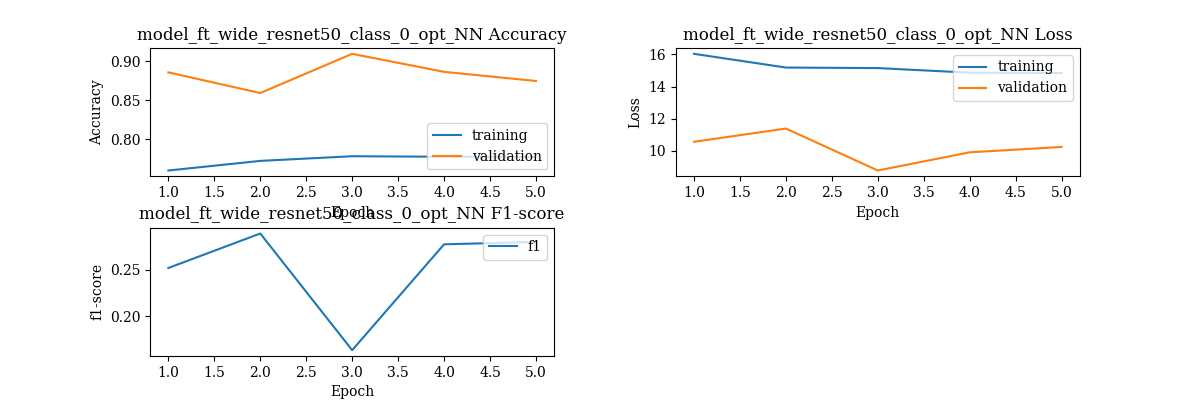 model_ft_wide_resnet50_class_0_opt_NN Accuracy
0.90
0.85
0.80
Accuracy
training
validation
1.0 1.5 2.0 2.5 3.0 3.5 4.0 4.5 5.0
Epoch
model_ft_wide_resnet50_class_0_opt_NN Loss
16
14
12
10
Loss
training
validation
1.0 1.5 2.0 2.5 3.0 3.5 4.0 4.5 5.0
Epoch
model_ft_wide_resnet50_class_0_opt_NN F1-score
0.25
0.20
f1-score
f1
1.0 1.5 2.0 2.5 3.0 3.5 4.0 4.5 5.0
Epoch